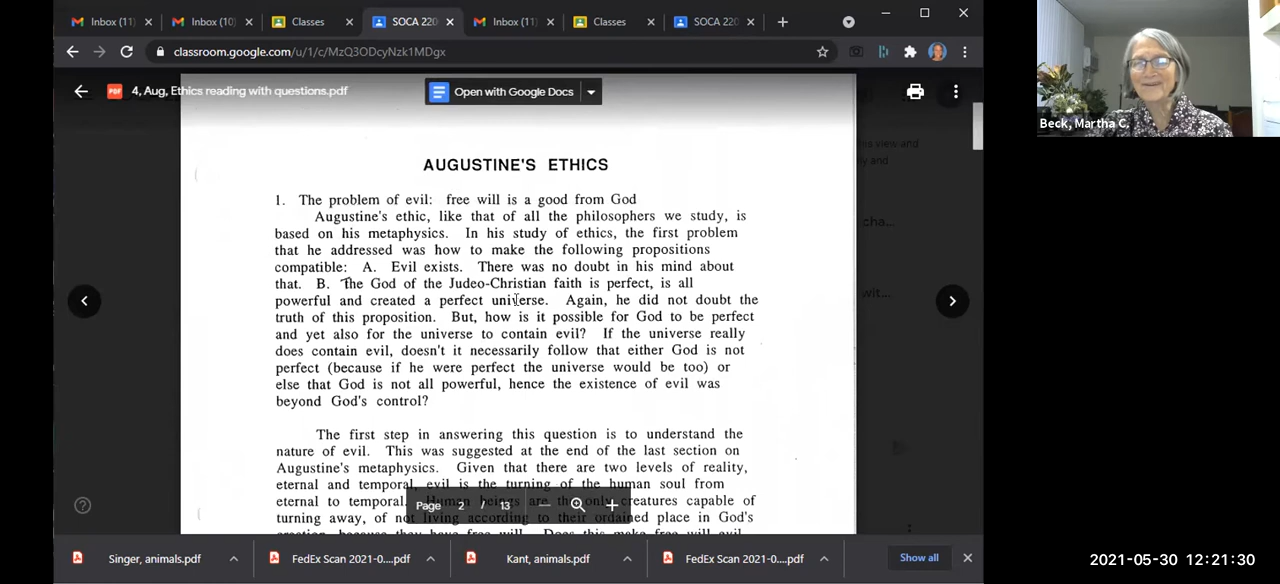 Inbox (11)
Inbox (10)
Classes
SOCA 220
Inbox (11)
Classes
SOCA 220
classroom.google.com/u/1/c/MzQ3ODcyNzk1MDgx
4, Aug, Ethics reading with questions.pdf
Open with Google Docs
Beck, Martha C.
AUGUSTINE'S ETHICS
1. The problem of evil: free will is a good from God
Augustine's ethic, like that of all the philosophers we study, is
based on his metaphysics. In his study of ethics, the first problem
that he addressed was how to make the following propositions
compatible: A. Evil exists. There was no doubt in his mind about
that. B. The God of the Judeo-Christian faith is perfect, is all
powerful and created a perfect universe. Again, he did not doubt the
truth of this proposition. But, how is it possible for God to be perfect
and yet also for the universe to contain evil? If the universe really
does contain evil, doesn't it necessarily follow that either God is not
perfect (because if he were perfect the universe would be too) or
else that God is not all powerful, hence the existence of evil was
beyond God's control?
The first step in answering this question is to understand the
nature of evil. This was suggested at the end of the last section on
Augustine's metaphysics. Given that there are two levels of reality,
eternal and temporal, evil is the turning of the human soul from
eternal to temporal. Human beings are the only creatures capable of
turning away, of not living according to their ordained place in God's
Page 2 / 13
Singer, animals.pdf
FedEx Scan 2021-0....pdf
Kant, animals.pdf
FedEx Scan 2021-0....pdf
Show all
2021-05-30 12:21:30